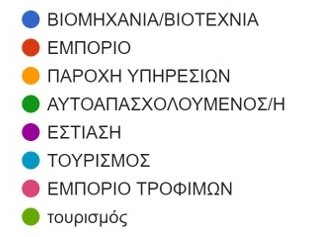 ΒΙΟΜΗΧΑΝΙΑ/ΒΙΟΤΕΧΝΙΑ
ΕΜΠΟΡΙΟ
ΠΑΡΟΧΗ ΥΠΗΡΕΣΙΩΝ
ΑΥΤΟΑΠΑΣΧΟΛΟΥΜΕΝΟΣ/Η
ΕΣΤΙΑΣΗ
ΤΟΥΡΙΣΜΟΣ
ΕΜΠΟΡΙΟ ΤΡΟΦΙΜΩΝ
τουρισμός